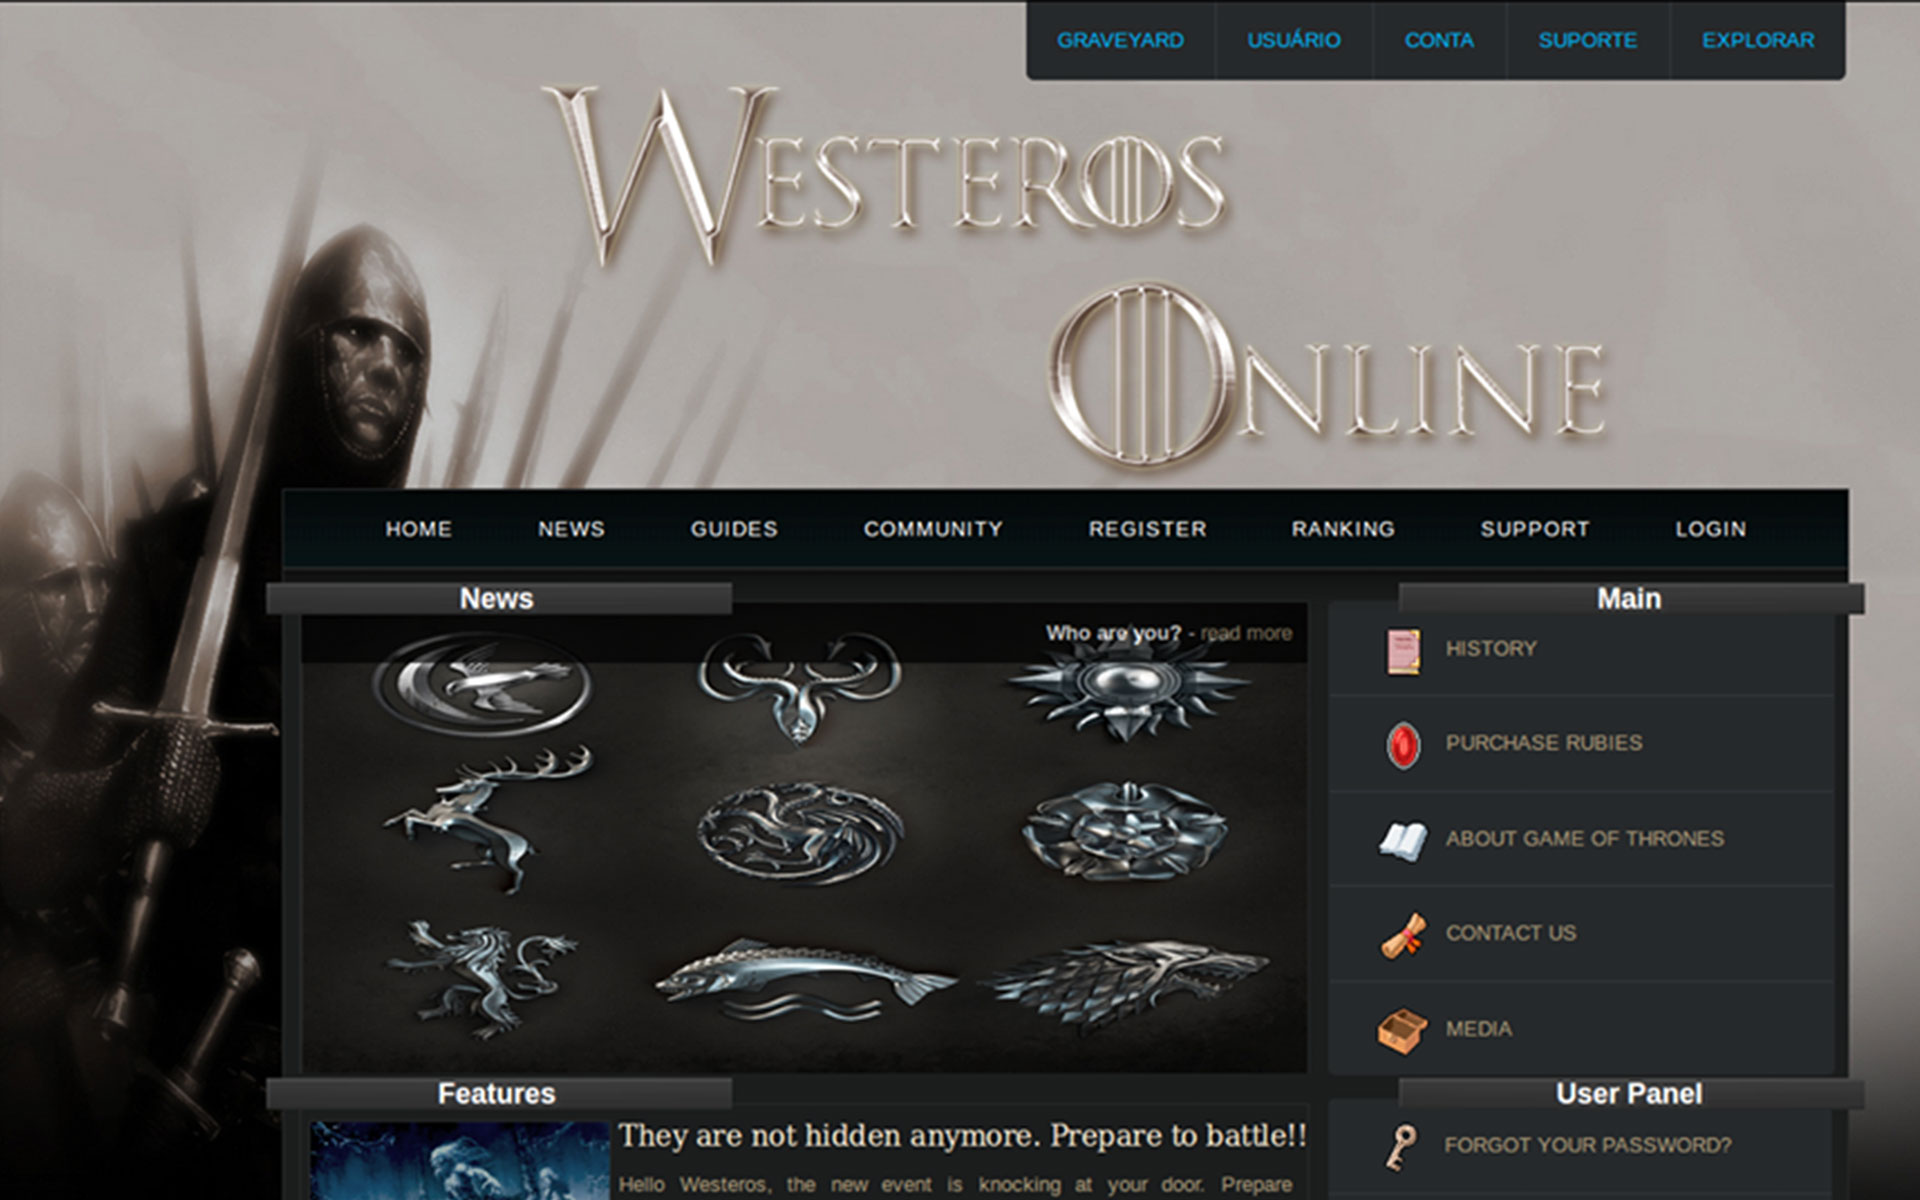 GRAVEYARD USUÁRIO CONTA SUPORTE EXPLORAR
WESTEROS
ONLINE
HOME NEWS GUIDES COMMUNITY REGISTER RANKING SUPPORT LOGIN
News
Who are you? - read more
Main
HISTORY
PURCHASE RUBIES
ABOUT GAME OF THRONES
CONTACT US
MEDIA
Features
They are not hidden anymore. Prepare to battle!!
Hello Westeros, the new event is knocking at your door. Prepare
User Panel
FORGOT YOUR PASSWORD?